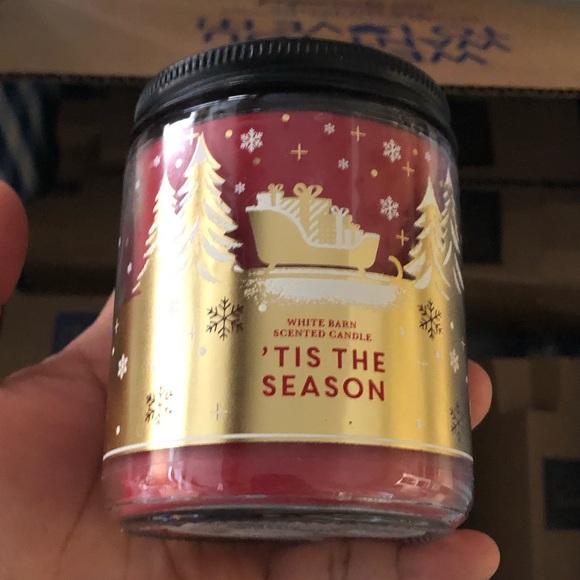 WHITE BARN
SCENTED CANDLE
'TIS THE
SEASON